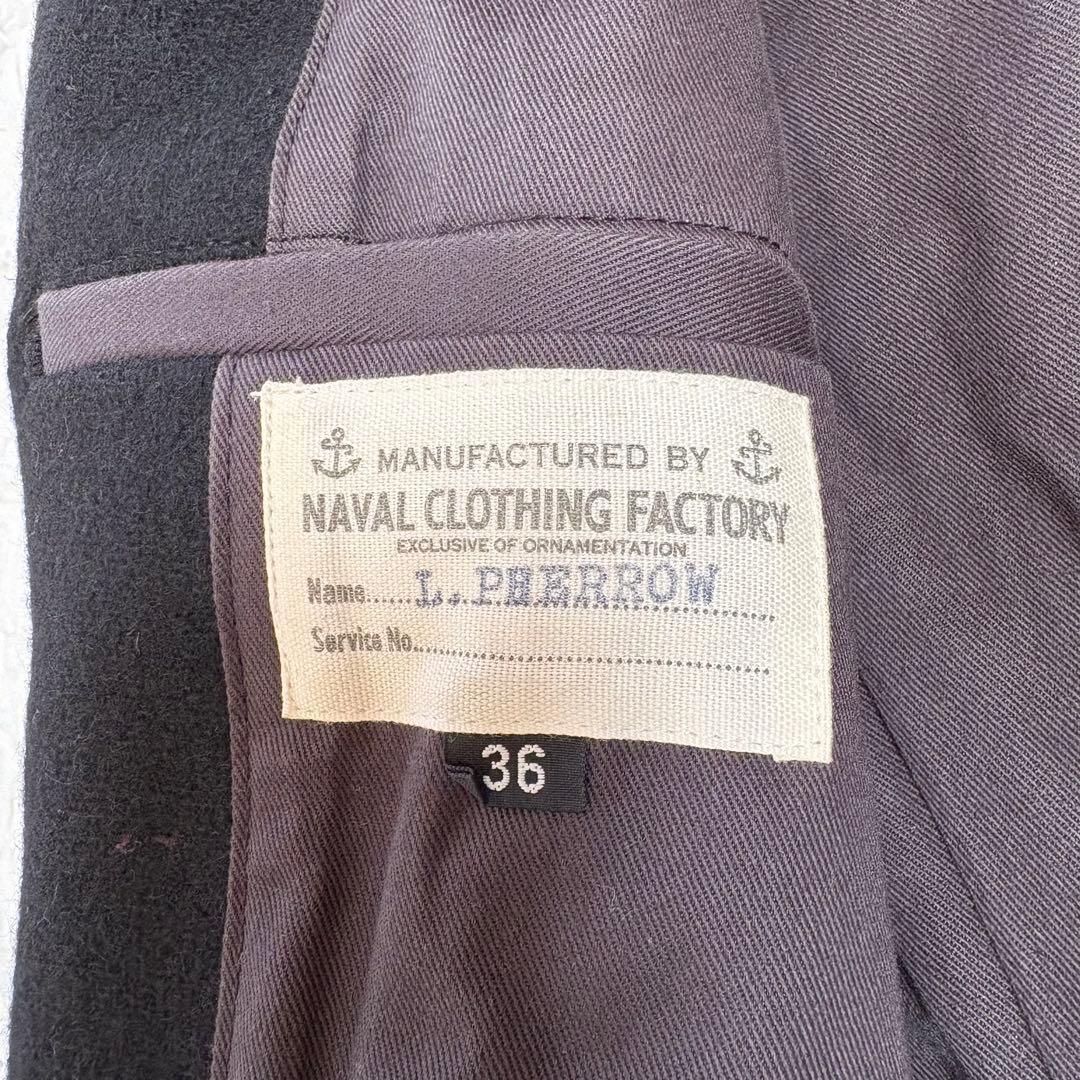 MANUFACTURED BY
NAVAL CLOTHING FACTORY
EXCLUSIVE OF ORNAMENTATION
Name......L. PHERROW
Service No.
36